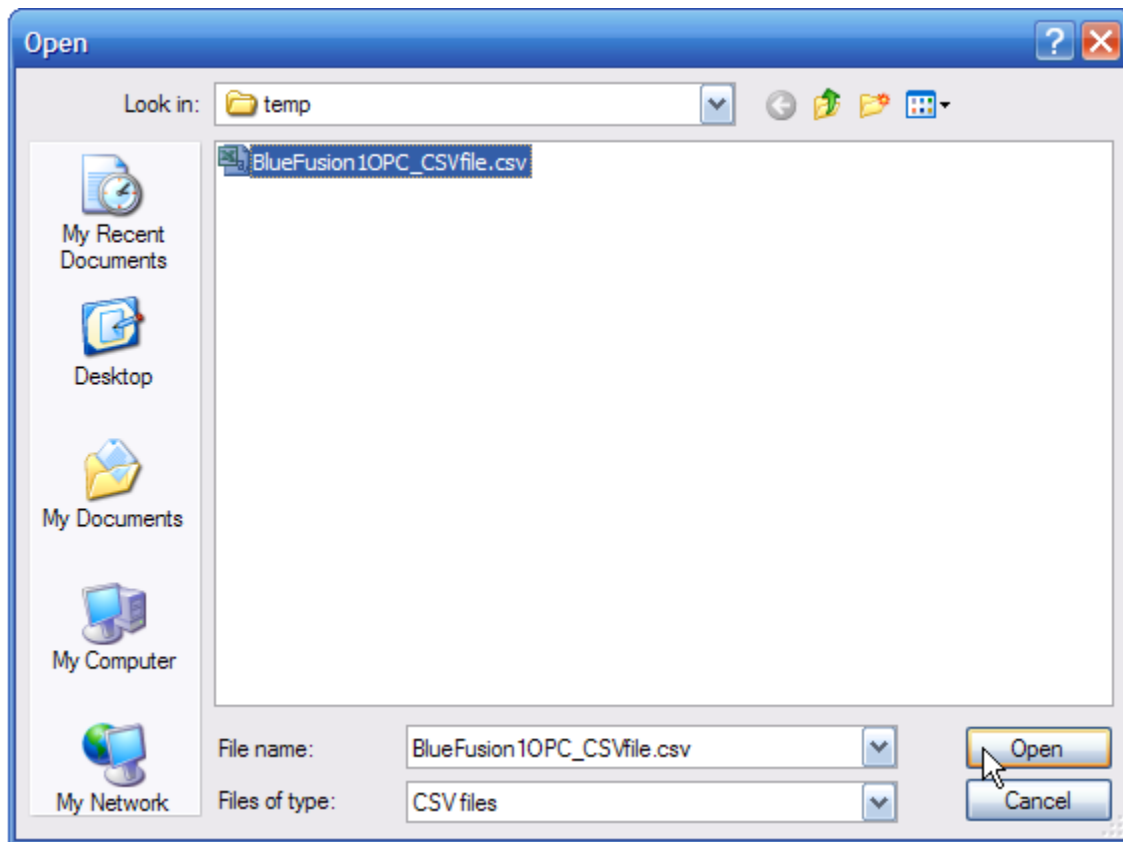 Open
Look in:
temp
BlueFusion1OPC_CSVfile.csv
My Recent
Documents
Desktop
My Documents
My Computer
My Network
File name:
BlueFusion1OPC_CSVfile.csv
Open
Files of type:
CSV files
Cancel